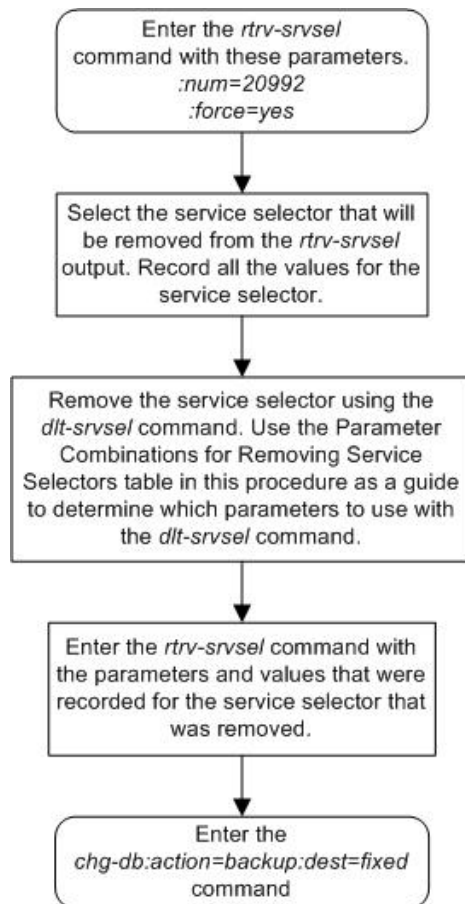 Enter the rtrv-srvsel
command with these parameters.
:num=20992
:force=yes
Select the service selector that will
be removed from the rtrv-srvsel
output. Record all the values for the
service selector.
Remove the service selector using the
dlt-srvsel command. Use the Parameter
Combinations for Removing Service
Selectors table in this procedure as a guide
to determine which parameters to use with
the dlt-srvsel command.
Enter the rtrv-srvsel command with
the parameters and values that were
recorded for the service selector that
was removed.
Enter the
chg-db:action=backup:dest=fixed
command